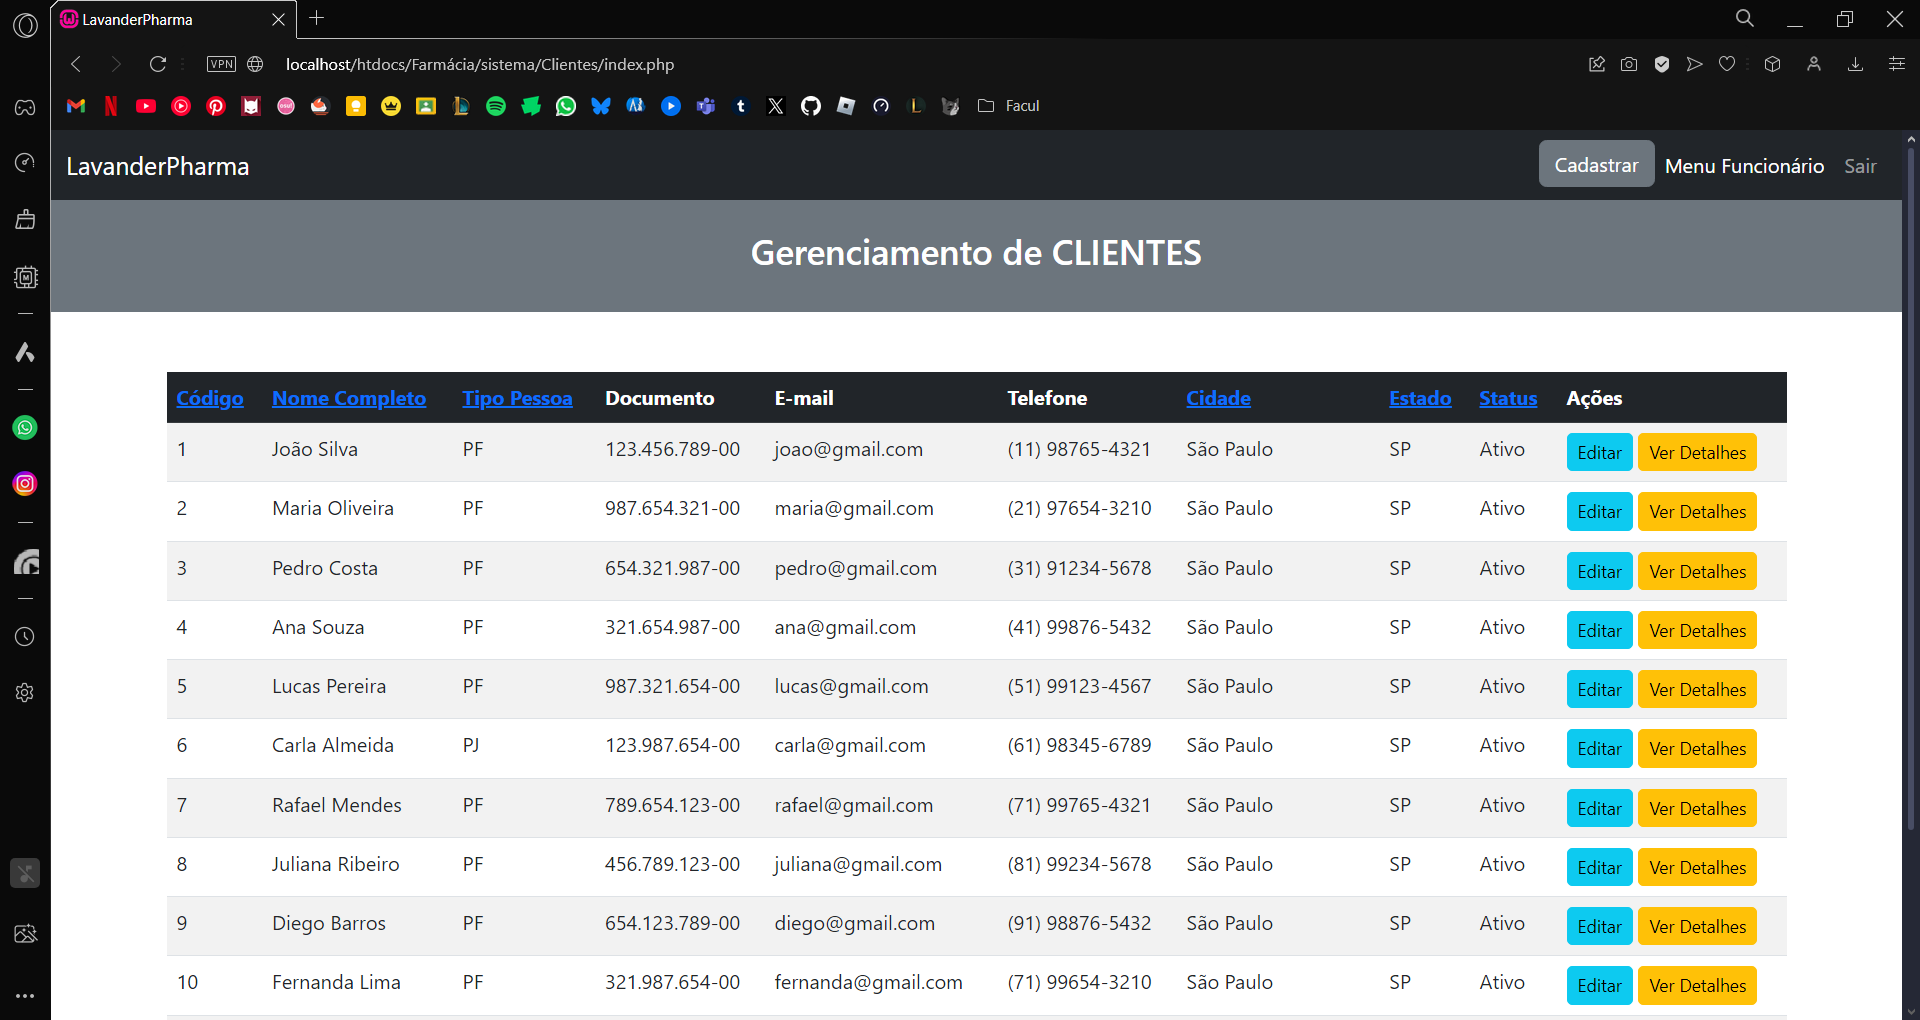 LavanderPharma
VPN localhost/htdocs/Farmácia/sistema/Clientes/index.php
Facul
LavanderPharma Cadastrar Menu Funcionário Sair
Gerenciamento de CLIENTES
Código Nome Completo Tipo Pessoa Documento E-mail Telefone Cidade Estado Status Ações
1 João Silva PF 123.456.789-00 joao@gmail.com (11) 98765-4321 São Paulo SP Ativo Editar Ver Detalhes
2 Maria Oliveira PF 987.654.321-00 maria@gmail.com (21) 97654-3210 São Paulo SP Ativo Editar Ver Detalhes
3 Pedro Costa PF 654.321.987-00 pedro@gmail.com (31) 91234-5678 São Paulo SP Ativo Editar Ver Detalhes
4 Ana Souza PF 321.654.987-00 ana@gmail.com (41) 99876-5432 São Paulo SP Ativo Editar Ver Detalhes
5 Lucas Pereira PF 987.321.654-00 lucas@gmail.com (51) 99123-4567 São Paulo SP Ativo Editar Ver Detalhes
6 Carla Almeida PJ 123.987.654-00 carla@gmail.com (61) 98345-6789 São Paulo SP Ativo Editar Ver Detalhes
7 Rafael Mendes PF 789.654.123-00 rafael@gmail.com (71) 99765-4321 São Paulo SP Ativo Editar Ver Detalhes
8 Juliana Ribeiro PF 456.789.123-00 juliana@gmail.com (81) 99234-5678 São Paulo SP Ativo Editar Ver Detalhes
9 Diego Barros PF 654.123.789-00 diego@gmail.com (91) 98876-5432 São Paulo SP Ativo Editar Ver Detalhes
10 Fernanda Lima PF 321.987.654-00 fernanda@gmail.com (71) 99654-3210 São Paulo SP Ativo Editar Ver Detalhes